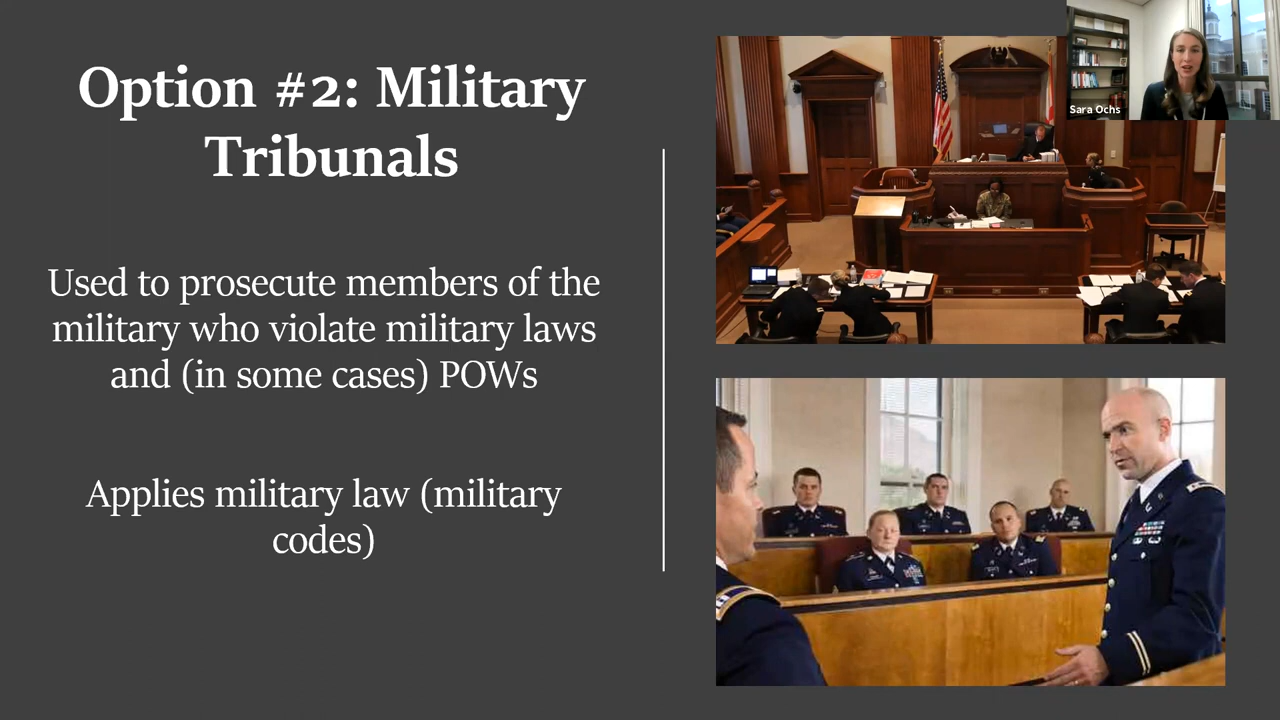 Option #2: Military
Tribunals
Used to prosecute members of the
military who violate military laws
and (in some cases) POWs
Applies military law (military
codes)
Sara Ochs